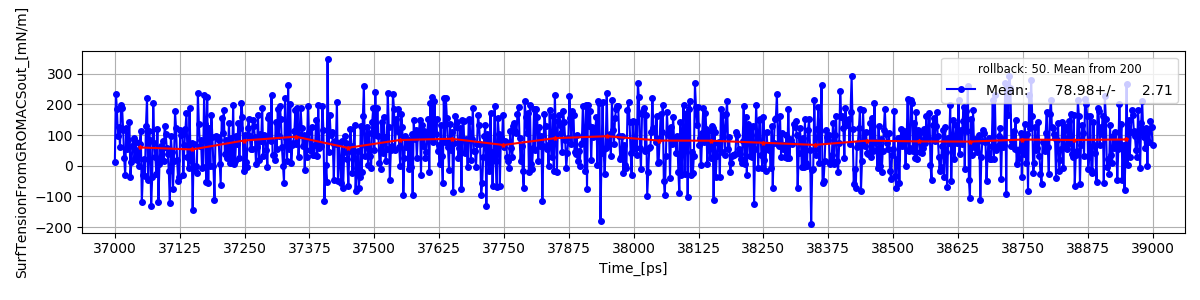 SurfTensionFromGROMACSout_[mN/m]
300
200
100
0
−100
−200
rollback: 50. Mean from 200
Mean: 78.98+/- 2.71
37000 37125 37250 37375 37500 37625 37750 37875 38000 38125 38250 38375 38500 38625 38750 38875 39000
Time_[ps]